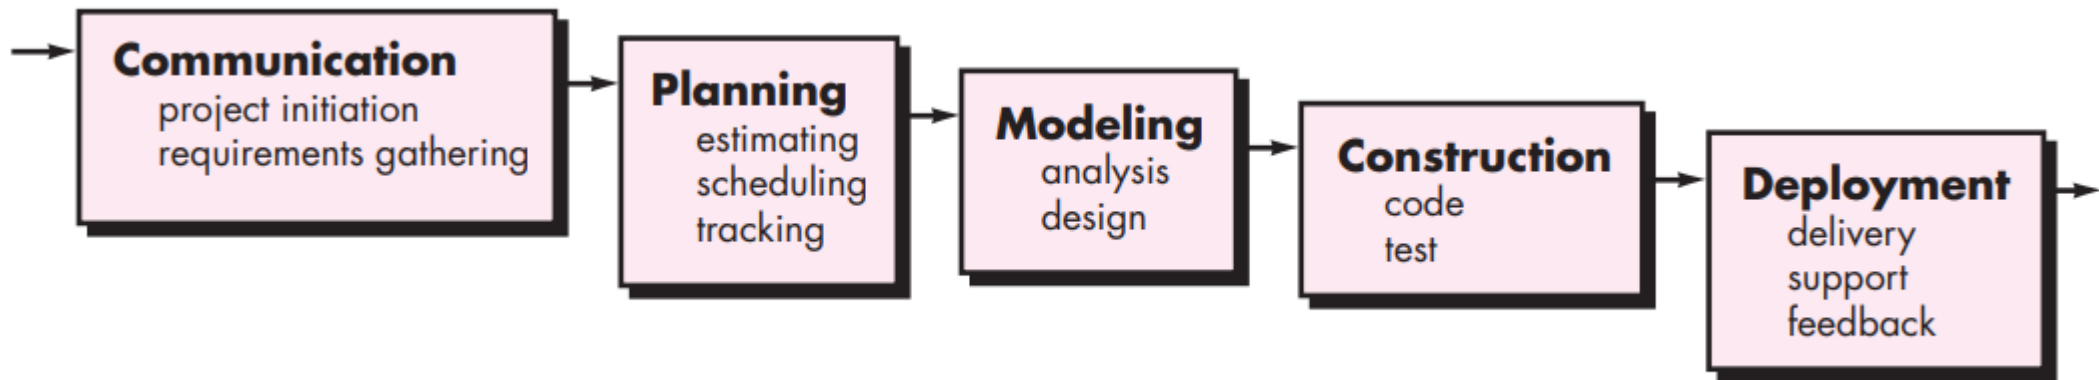 Communication
project initiation
requirements gathering
Planning
estimating
scheduling
tracking
Modeling
analysis
design
Construction
code
test
Deployment
delivery
support
feedback